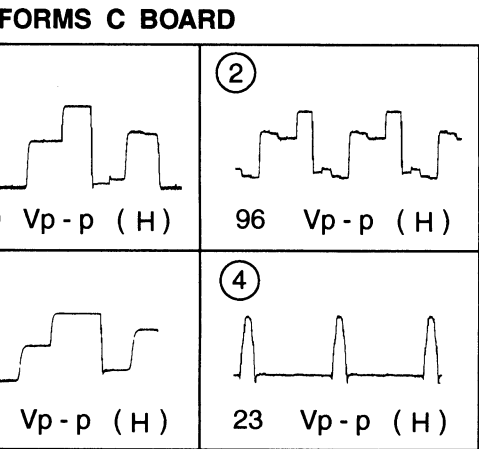 FORMS C BOARD
2
Vp - p ( H )
96 Vp - p ( H )
4
Vp - p ( H )
23 Vp - p ( H )